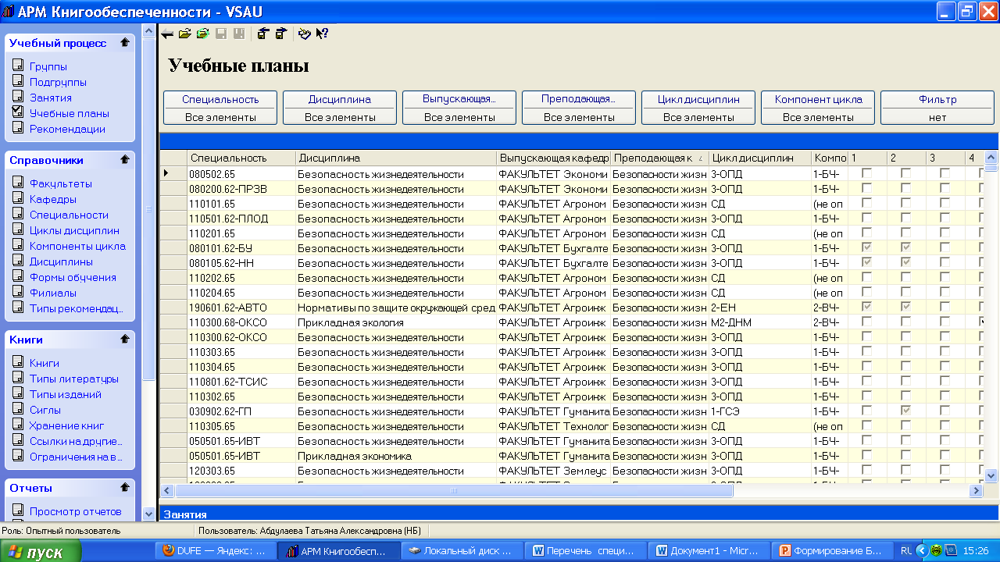 АРМ Книгообеспеченности - VSAU
Учебный процесс
Группы
Подгруппы
Занятия
Учебные планы
Рекомендации
Справочники
Факультеты
Кафедры
Специальности
Циклы дисциплин
Компоненты цикла
Дисциплины
Формы обучения
Филиалы
Типы рекомендац...
Книги
Книги
Типы литературы
Типы изданий
Сиглы
Хранение книг
Ссылки на другие...
Ограничения на в...
Отчеты
Просмотр отчетов
Учебные планы
Специальность Дисциплина Выпускающая... Преподающая... Цикл дисциплин Компонент цикла Фильтр
Все элементы Все элементы Все элементы Все элементы Все элементы Все элементы нет
Специальность Дисциплина Выпускающая кафедр Преподающая к Цикл дисциплин Компо 1 2 3 4
080502.65 Безопасность жизнедеятельности ФАКУЛЬТЕТ Экономи Безопасности жизн 3-ОПД 1-БЧ-
080200.62-ПРЗВ Безопасность жизнедеятельности ФАКУЛЬТЕТ Экономи Безопасности жизн 3-ОПД 1-БЧ-
110101.65 Безопасность жизнедеятельности ФАКУЛЬТЕТ Агроном Безопасности жизн СД (не оп
110501.62-ПЛОД Безопасность жизнедеятельности ФАКУЛЬТЕТ Агроном Безопасности жизн 3-ОПД 1-БЧ-
110201.65 Безопасность жизнедеятельности ФАКУЛЬТЕТ Агроном Безопасности жизн СД (не оп
080101.62-БУ Безопасность жизнедеятельности ФАКУЛЬТЕТ Бухгалте Безопасности жизн 3-ОПД 1-БЧ-
080105.62-НН Безопасность жизнедеятельности ФАКУЛЬТЕТ Бухгалте Безопасности жизн 3-ОПД 1-БЧ-
110202.65 Безопасность жизнедеятельности ФАКУЛЬТЕТ Агроном Безопасности жизн СД (не оп
110204.65 Безопасность жизнедеятельности ФАКУЛЬТЕТ Агроном Безопасности жизн СД (не оп
190601.62-АВТО Нормативы по защите окружающей сред ФАКУЛЬТЕТ Агроинж Безопасности жизн 2-ЕН 2-ВЧ-
110300.68-ОКСО Прикладная экология ФАКУЛЬТЕТ Агроинж Безопасности жизн М2-ДНМ 2-ВЧ-
110300.62-ОКСО Безопасность жизнедеятельности ФАКУЛЬТЕТ Агроинж Безопасности жизн 3-ОПД 1-БЧ-
110303.65 Безопасность жизнедеятельности ФАКУЛЬТЕТ Агроинж Безопасности жизн 3-ОПД 1-БЧ-
110304.65 Безопасность жизнедеятельности ФАКУЛЬТЕТ Агроинж Безопасности жизн 3-ОПД 1-БЧ-
110801.62-ТСИС Безопасность жизнедеятельности ФАКУЛЬТЕТ Агроинж Безопасности жизн 3-ОПД 1-БЧ-
110302.65 Безопасность жизнедеятельности ФАКУЛЬТЕТ Агроинж Безопасности жизн 3-ОПД 1-БЧ-
030902.62-ГП Безопасность жизнедеятельности ФАКУЛЬТЕТ Гуманита Безопасности жизн 1-ГСЭ 1-БЧ-
110305.65 Безопасность жизнедеятельности ФАКУЛЬТЕТ Технолог Безопасности жизн СД (не оп
050501.65-ИВТ Безопасность жизнедеятельности ФАКУЛЬТЕТ Гуманита Безопасности жизн 3-ОПД 1-БЧ-
050501.65-ИВТ Прикладная экономика ФАКУЛЬТЕТ Гуманита Безопасности жизн 3-ОПД 1-БЧ-
120303.65 Безопасность жизнедеятельности ФАКУЛЬТЕТ Землеус Безопасности жизн 3-ОПД 1-БЧ-
Занятия
Роль: Опытный пользователь Пользователь: Абдулаева Татьяна Александровна (НБ)
пуск DUFE — Яндекс: ... АРМ Книгообеспеч... Локальный диск ... Перечень специ... Документ1 - Micr... Формирование Б... RU 15:26